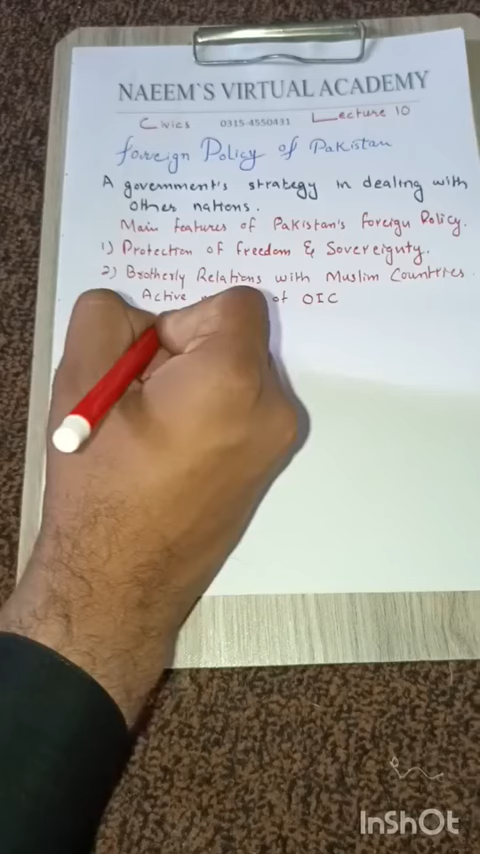 NAEEM`S VIRTUAL ACADEMY
Civics 0315-4550431 Lecture 10
Foreign Policy of Pakistan
A government's strategy in dealing with
other nations.
Main features of Pakistan's Foreign Policy.
1) Protection of Freedom & Sovereignty.
2) Brotherly Relations with Muslim Countries.
Active of OIC
InShOt